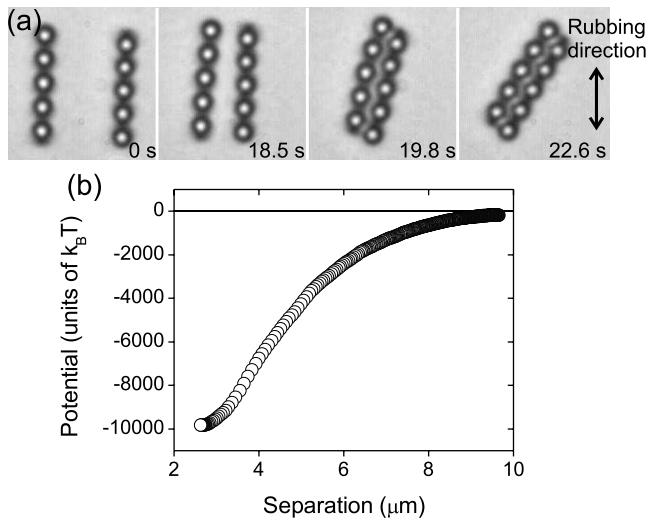 (a)
Rubbing
direction
0 s
18.5 s
19.8 s
22.6 s
(b)
0
-2000
-4000
-6000
-8000
-10000
Potential (units of k_BT)
2 4 6 8 10
Separation (μm)